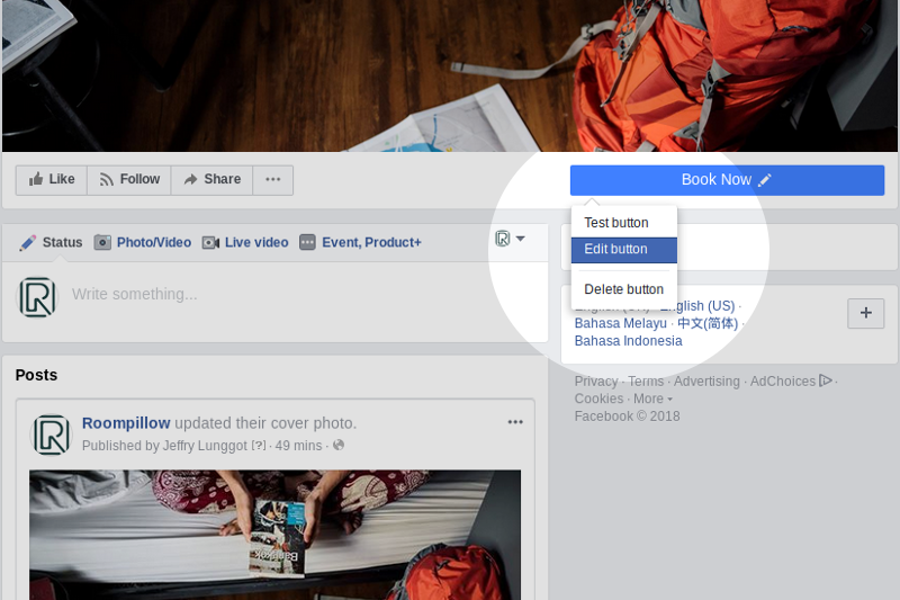 Like Follow Share
Book Now
Test button
Edit button
Delete button
Status Photo/Video Live video Event, Product+
Write something...
English (US) ·
Bahasa Melayu · 中文(简体) ·
Bahasa Indonesia
Privacy · Terms · Advertising · AdChoices ·
Cookies · More
Facebook © 2018
Posts
Roompillow updated their cover photo.
Published by Jeffry Lunggot [?] · 49 mins ·
Bangkok